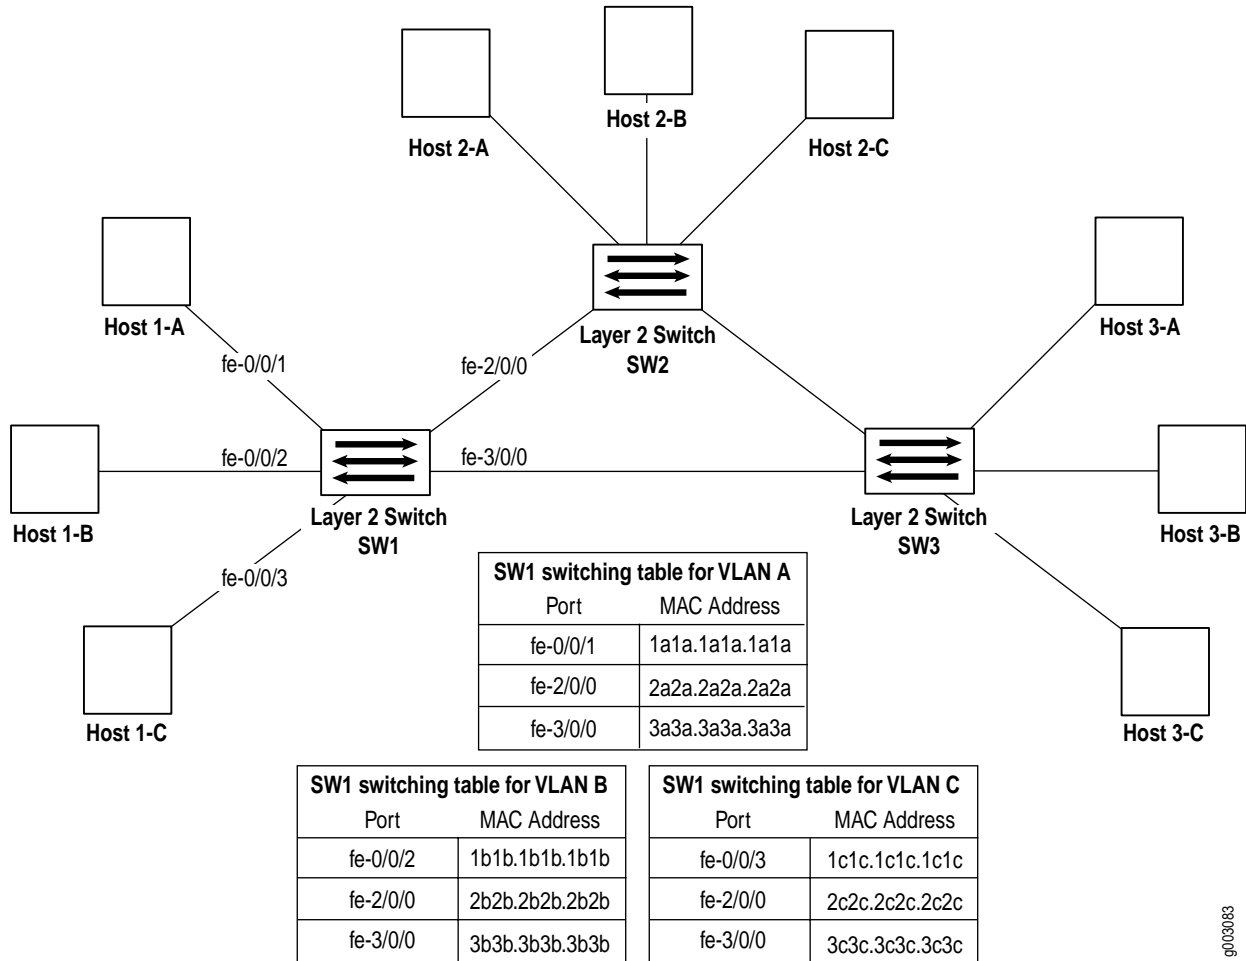 Host 2-A
Host 2-B
Host 2-C
Host 1-A
Layer 2 Switch
SW2
Host 3-A
fe-0/0/1
fe-2/0/0
fe-0/0/2
fe-3/0/0
Host 1-B
Layer 2 Switch
SW1
Layer 2 Switch
SW3
Host 3-B
fe-0/0/3
Host 1-C
Host 3-C
SW1 switching table for VLAN A
Port MAC Address
fe-0/0/1 1a1a.1a1a.1a1a
fe-2/0/0 2a2a.2a2a.2a2a
fe-3/0/0 3a3a.3a3a.3a3a
SW1 switching table for VLAN B
Port MAC Address
fe-0/0/2 1b1b.1b1b.1b1b
fe-2/0/0 2b2b.2b2b.2b2b
fe-3/0/0 3b3b.3b3b.3b3b
SW1 switching table for VLAN C
Port MAC Address
fe-0/0/3 1c1c.1c1c.1c1c
fe-2/0/0 2c2c.2c2c.2c2c
fe-3/0/0 3c3c.3c3c.3c3c
g003083